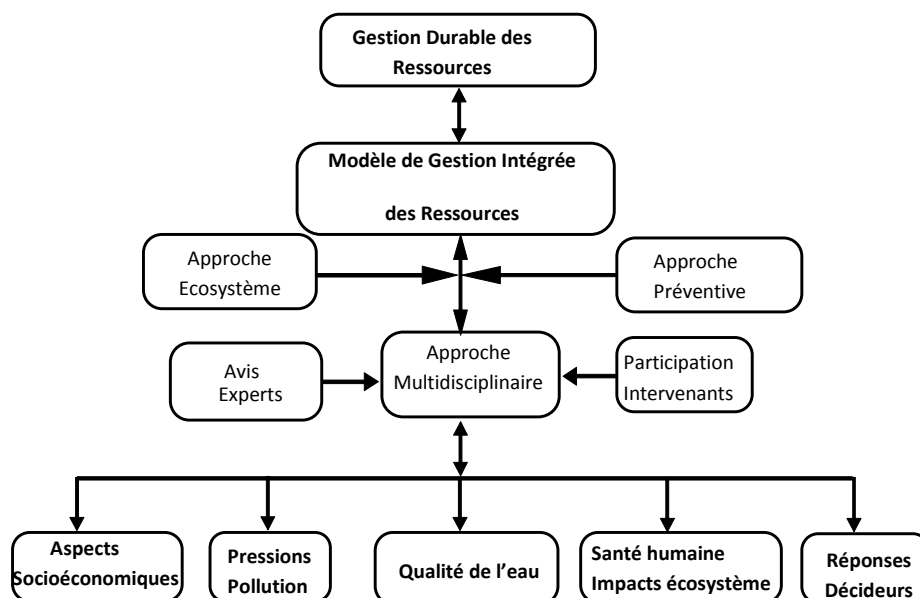 Gestion Durable des
Ressources
Modèle de Gestion Intégrée
des Ressources
Approche
Ecosystème
Approche
Préventive
Avis
Experts
Approche
Multidisciplinaire
Participation
Intervenants
Aspects
Socioéconomiques
Pressions
Pollution
Qualité de l'eau
Santé humaine
Impacts écosystème
Réponses
Décideurs